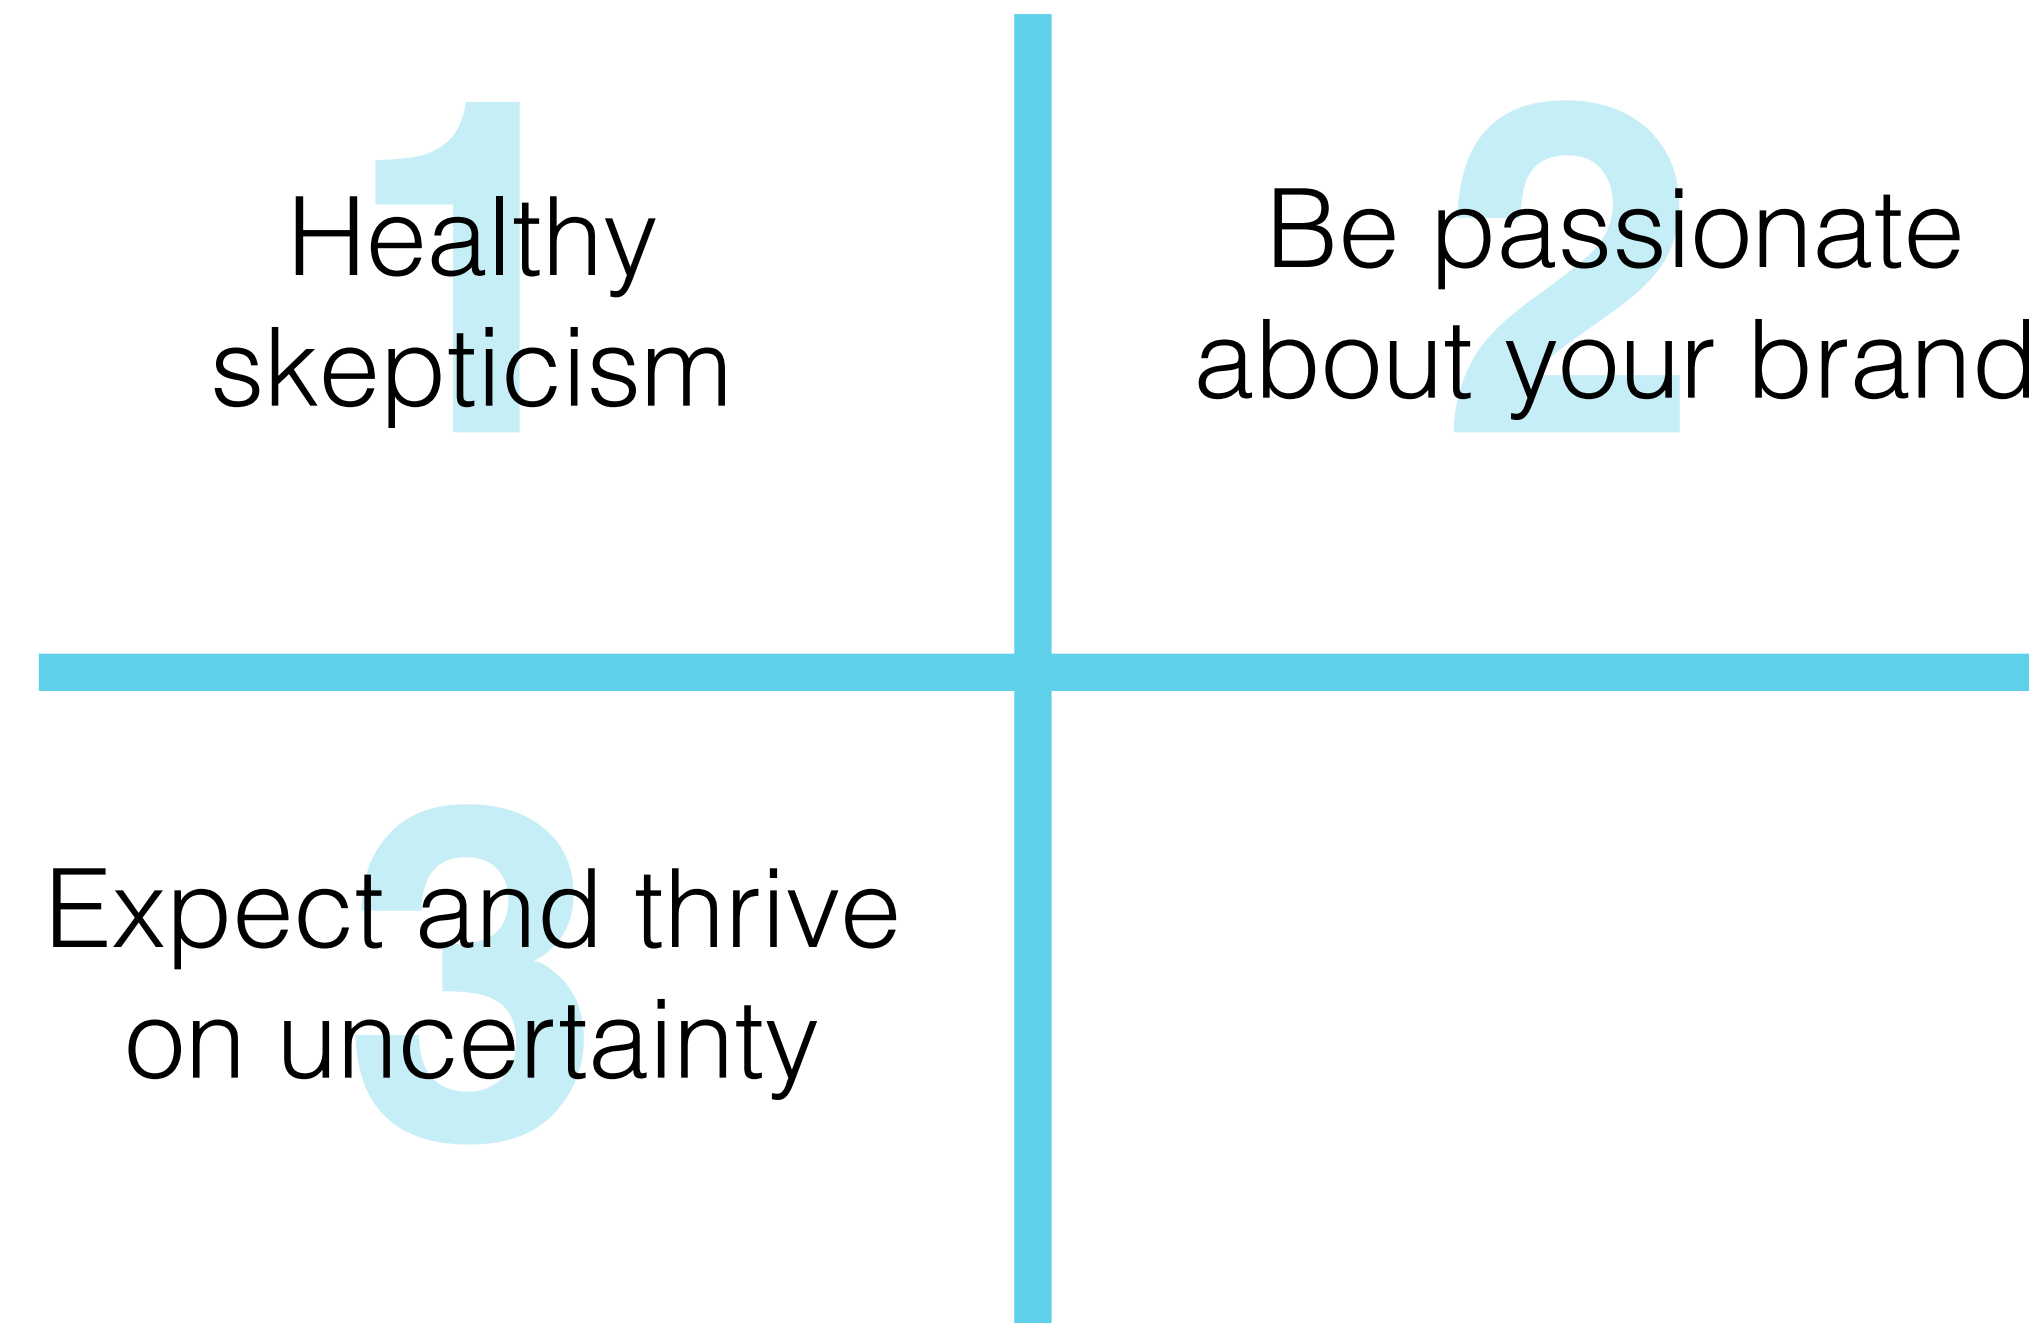 1
Healthy
skepticism
2
Be passionate
about your brand
3
Expect and thrive
on uncertainty